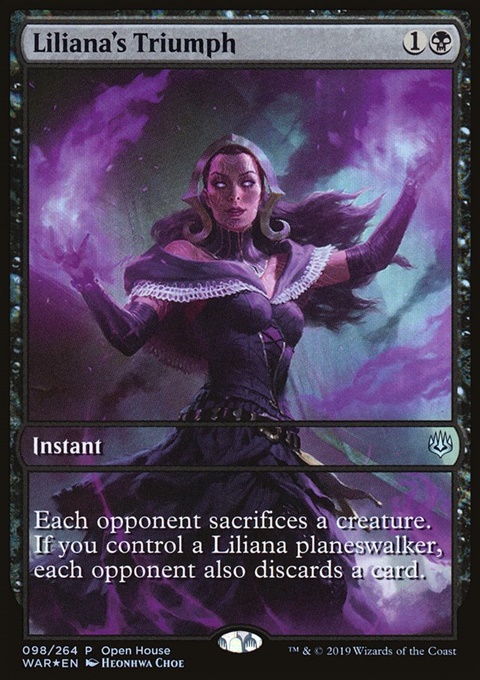 Liliana's Triumph 1
Instant
Each opponent sacrifices a creature.
If you control a Liliana planeswalker,
each opponent also discards a card.
098/264 P Open House
WAR★EN Heonhwa Choe
™ & © 2019 Wizards of the Coast